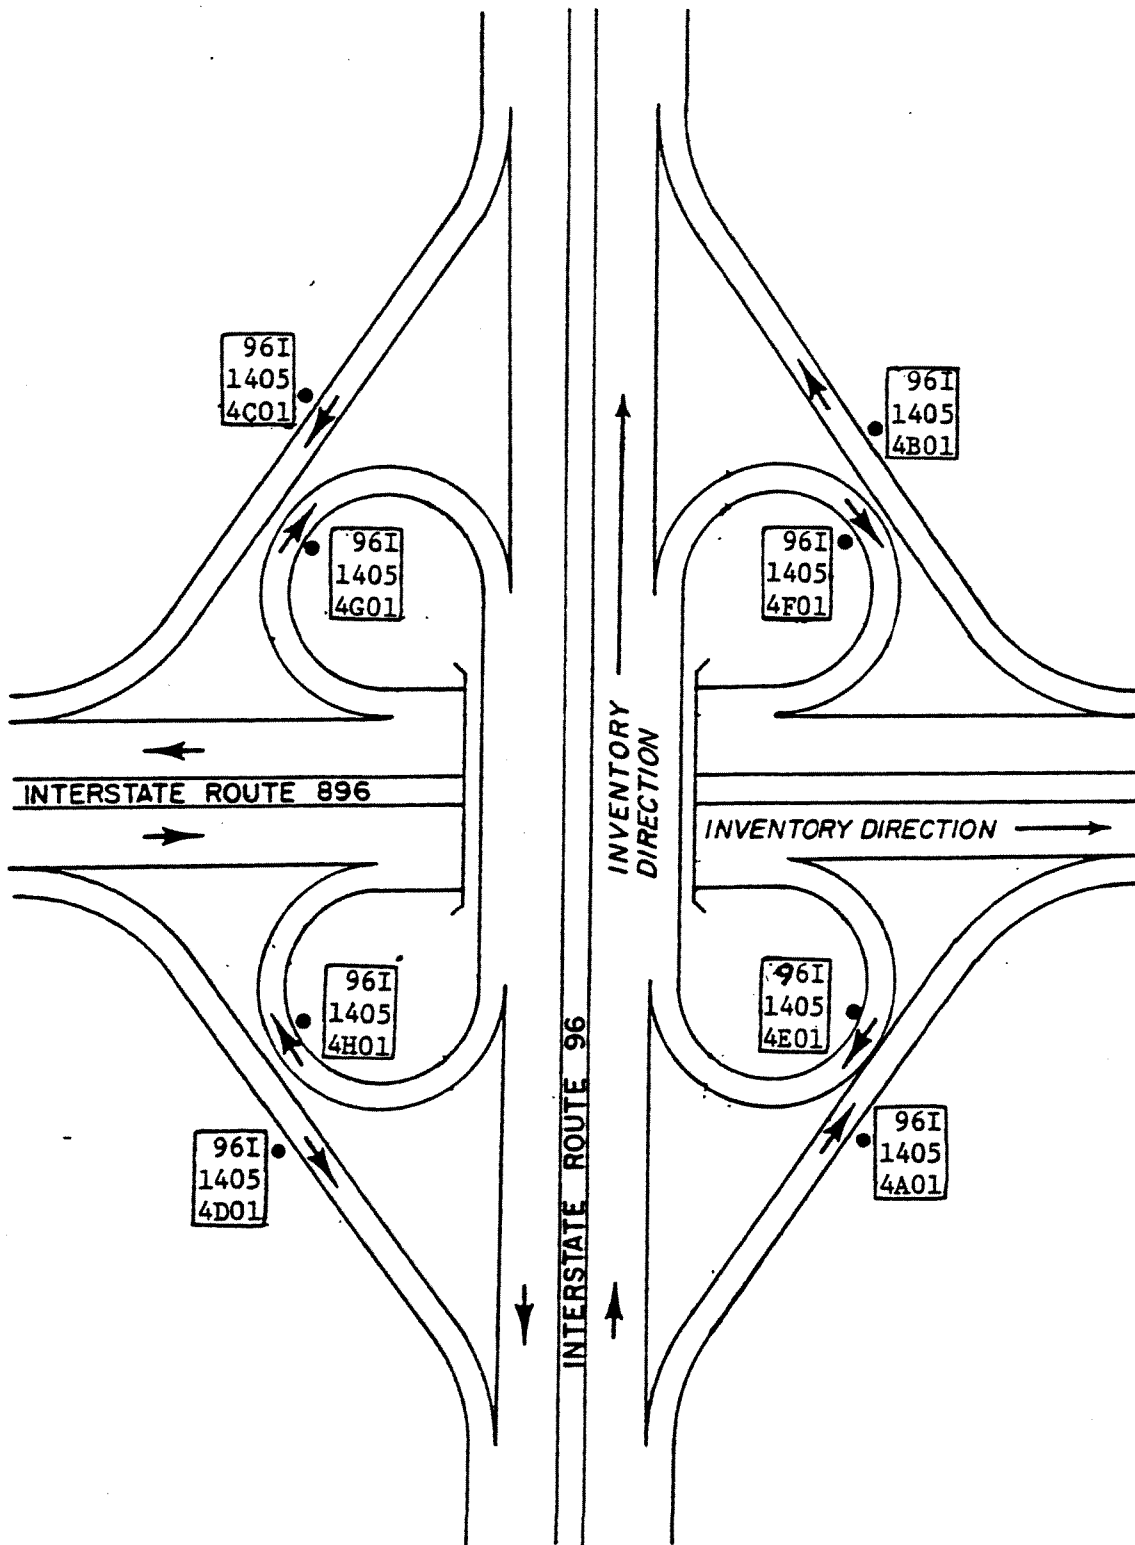 96I
1405
4C01
96I
1405
4B01
96I
1405
4G01
96I
1405
4F01
INVENTORY
DIRECTION
INTERSTATE ROUTE 896
INVENTORY DIRECTION
96I
1405
4H01
96I
1405
4E01
INTERSTATE ROUTE 96
96I
1405
4D01
96I
1405
4A01